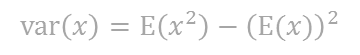 var(x) = E(x²) − (E(x))²